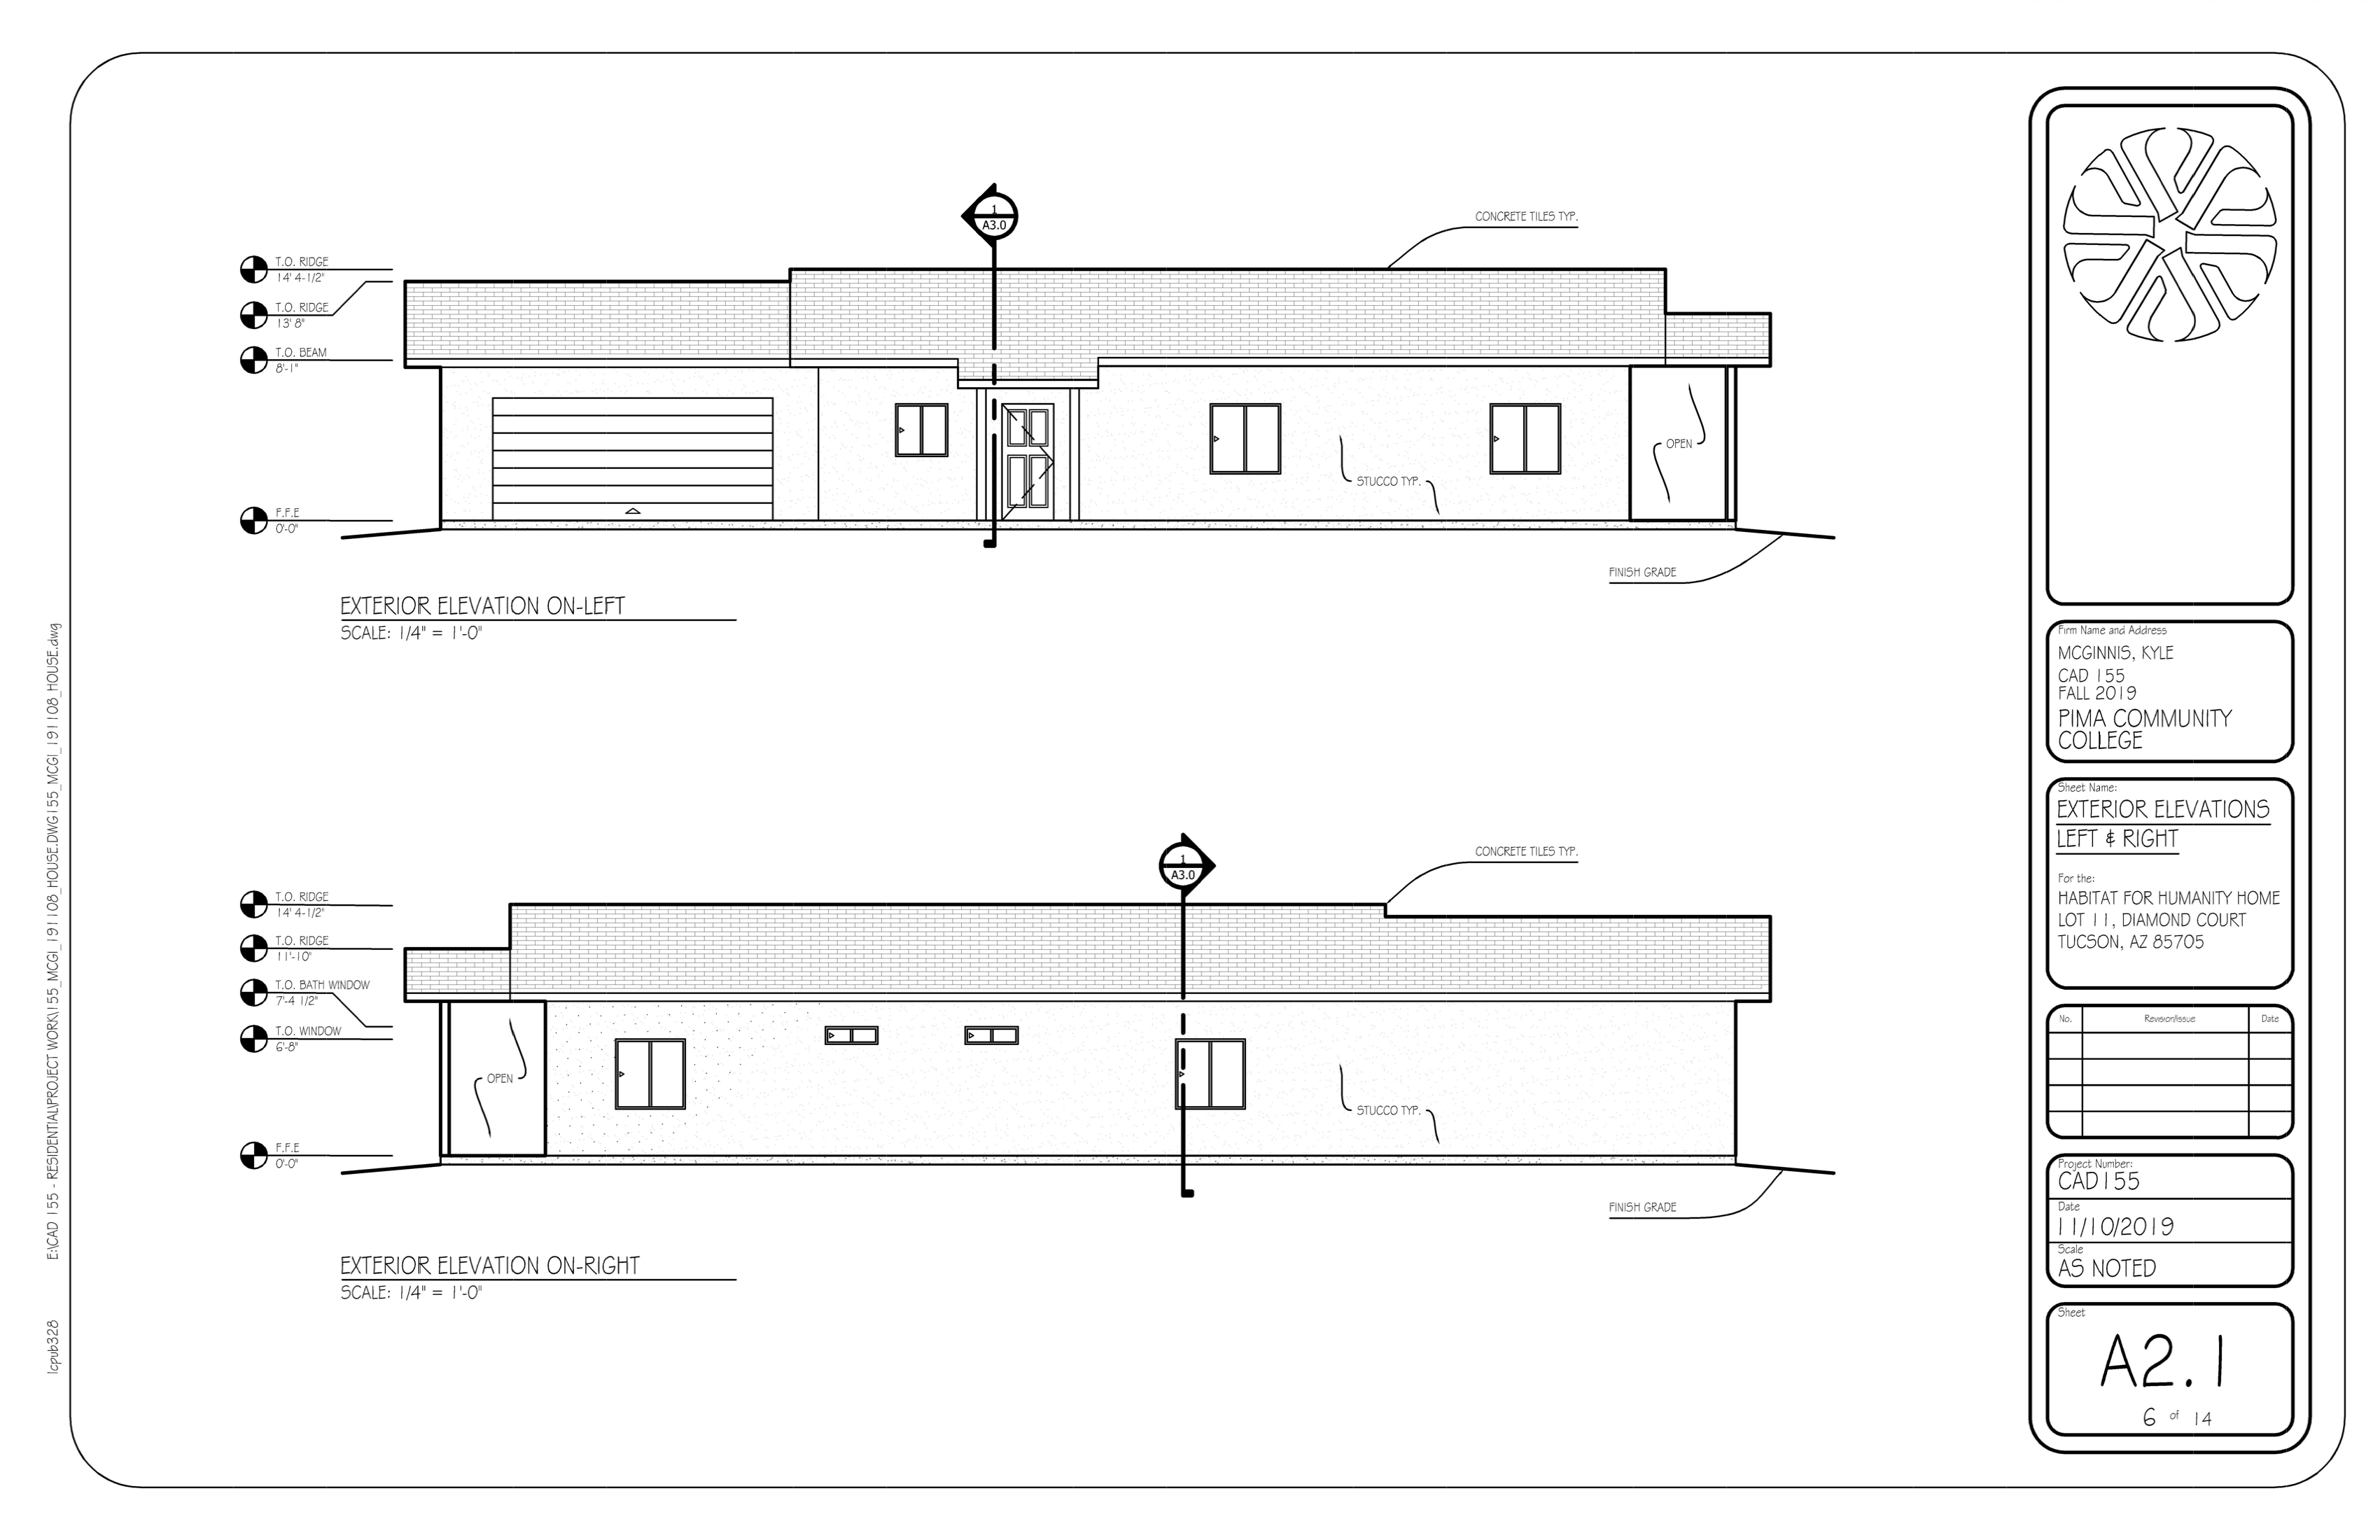 1
A3.0
CONCRETE TILES TYP.
T.O. RIDGE
14' 4-1/2"
T.O. RIDGE
13' 8"
T.O. BEAM
8'-1"
OPEN
STUCCO TYP.
F.F.E
0'-0"
FINISH GRADE
EXTERIOR ELEVATION ON-LEFT
SCALE: 1/4" = 1'-0"
1
A3.0
CONCRETE TILES TYP.
T.O. RIDGE
14' 4-1/2"
T.O. RIDGE
11'-10"
T.O. BATH WINDOW
7'-4 1/2"
T.O. WINDOW
6'-8"
OPEN
STUCCO TYP.
F.F.E
0'-0"
FINISH GRADE
EXTERIOR ELEVATION ON-RIGHT
SCALE: 1/4" = 1'-0"
E:\CAD 155 - RESIDENTIAL\PROJECT WORK\155_MCGI_191108_HOUSE.DWG155_MCGI_191108_HOUSE.dwg
lcpub328
Firm Name and Address
MCGINNIS, KYLE
CAD 155
FALL 2019
PIMA COMMUNITY
COLLEGE
Sheet Name:
EXTERIOR ELEVATIONS
LEFT & RIGHT
For the:
HABITAT FOR HUMANITY HOME
LOT 11, DIAMOND COURT
TUCSON, AZ 85705
No. Revision/Issue Date
Project Number:
CAD155
Date
11/10/2019
Scale
AS NOTED
Sheet
A2.1
6 of 14